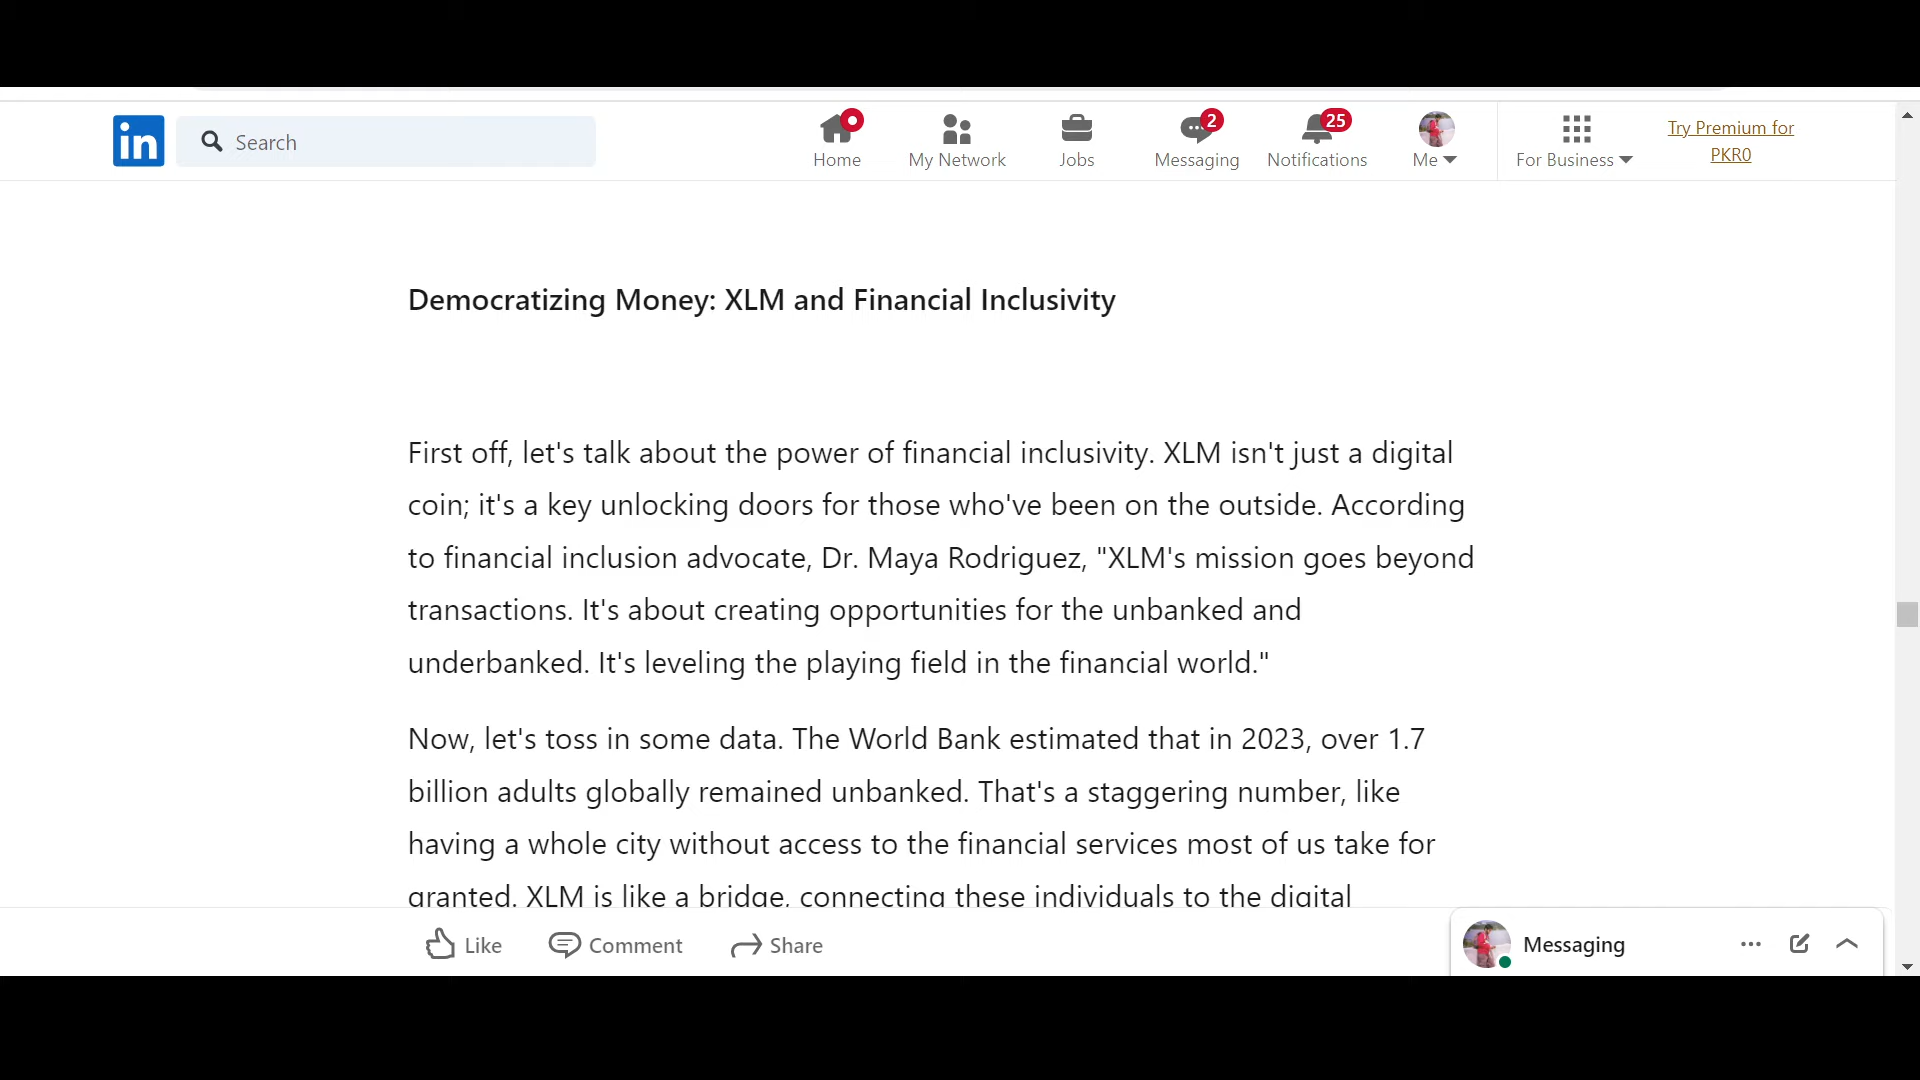 in
Search
Home
My Network
Jobs
2
Messaging
25
Notifications
Me
For Business
Try Premium for
PKR0
Democratizing Money: XLM and Financial Inclusivity
First off, let's talk about the power of financial inclusivity. XLM isn't just a digital
coin; it's a key unlocking doors for those who've been on the outside. According
to financial inclusion advocate, Dr. Maya Rodriguez, "XLM's mission goes beyond
transactions. It's about creating opportunities for the unbanked and
underbanked. It's leveling the playing field in the financial world."
Now, let's toss in some data. The World Bank estimated that in 2023, over 1.7
billion adults globally remained unbanked. That's a staggering number, like
having a whole city without access to the financial services most of us take for
granted. XLM is like a bridge, connecting these individuals to the digital
Like
Comment
Share
Messaging